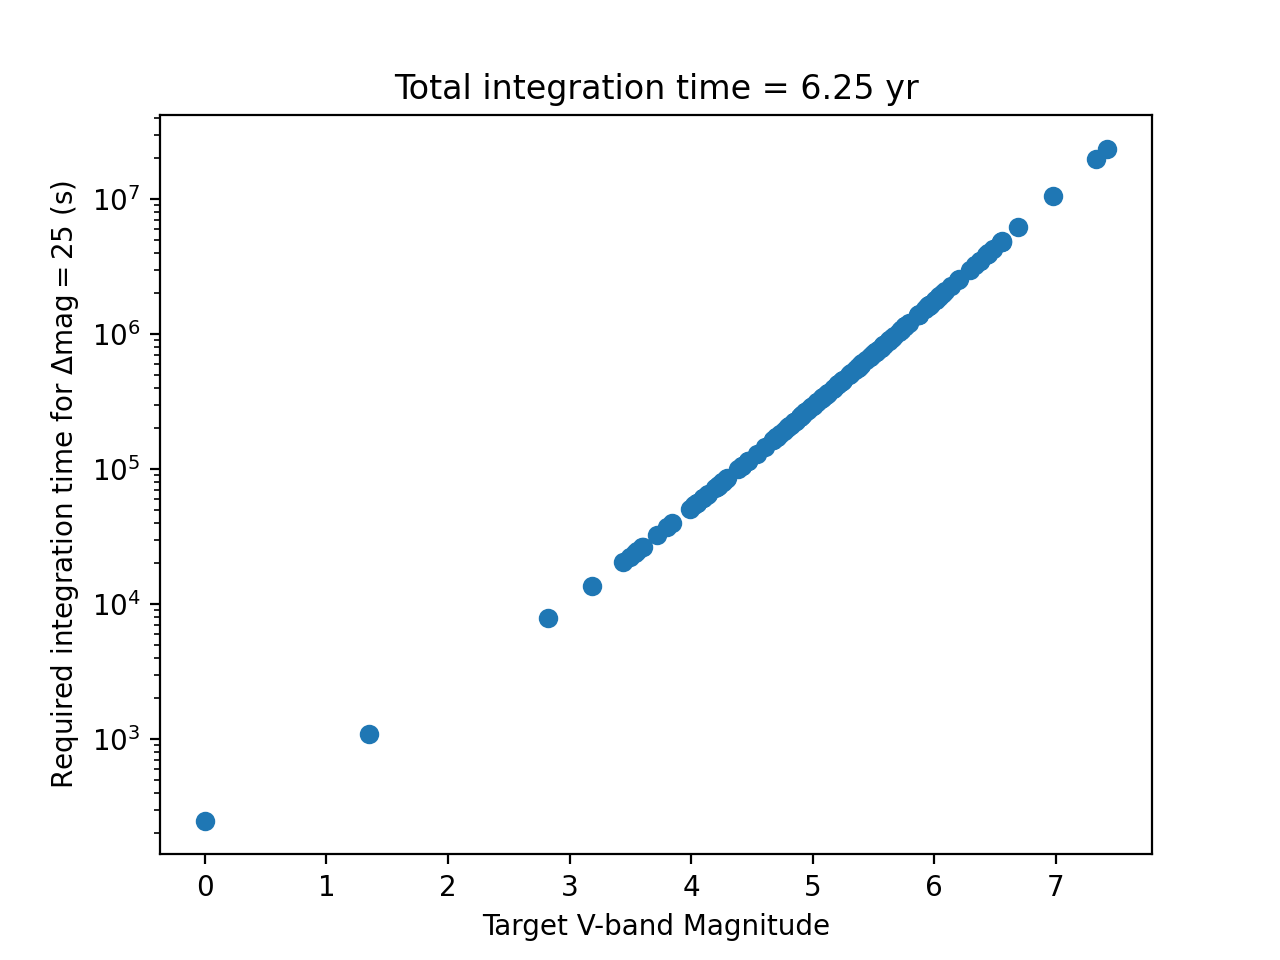 Total integration time = 6.25 yr
Required integration time for Δmag = 25 (s)
10⁷
10⁶
10⁵
10⁴
10³
0 1 2 3 4 5 6 7
Target V-band Magnitude